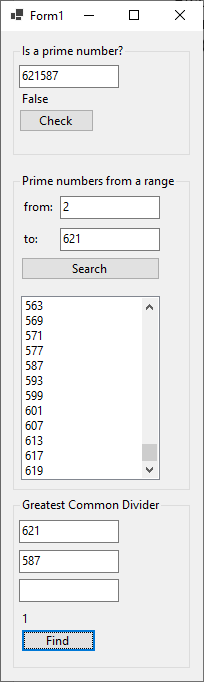 Form1
Is a prime number?
621587
False
Check
Prime numbers from a range
from: 2
to: 621
Search
563
569
571
577
587
593
599
601
607
613
617
619
Greatest Common Divider
621
587
1
Find